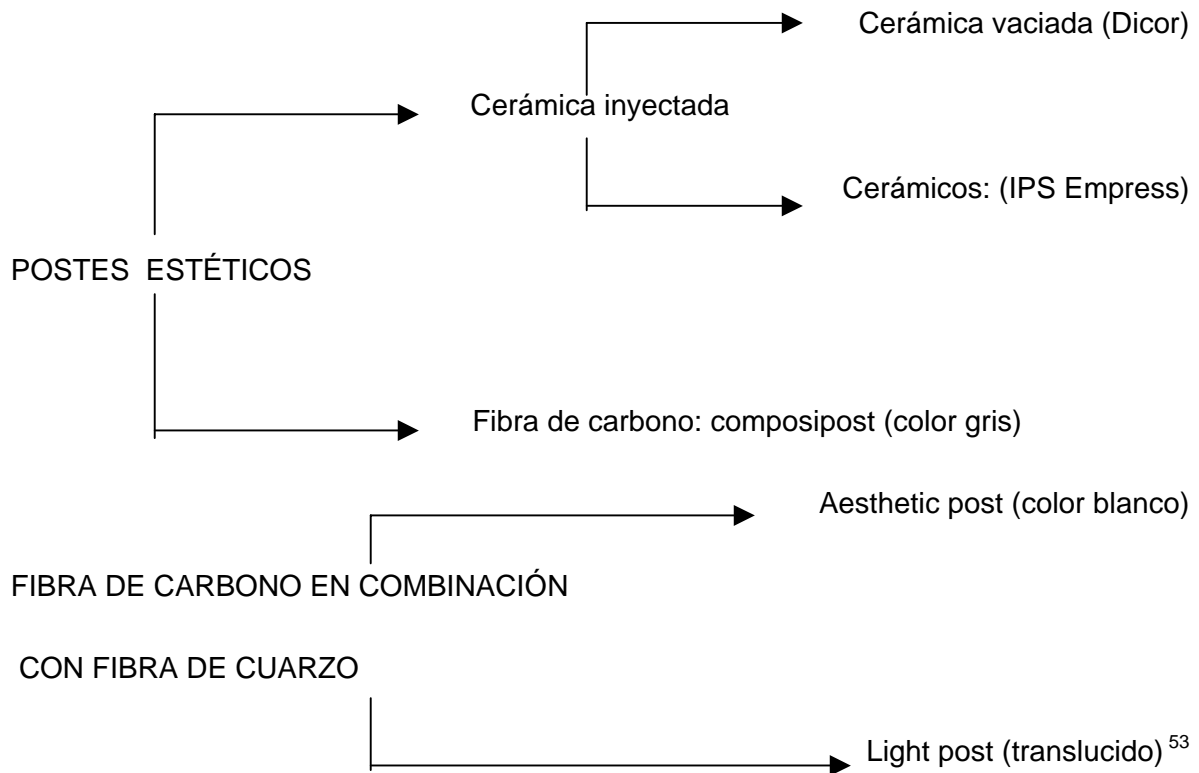 Cerámica vaciada (Dicor)
Cerámica inyectada
Cerámicos: (IPS Empress)
POSTES ESTÉTICOS
Fibra de carbono: composipost (color gris)
Aesthetic post (color blanco)
FIBRA DE CARBONO EN COMBINACIÓN
CON FIBRA DE CUARZO
Light post (translucido) 53